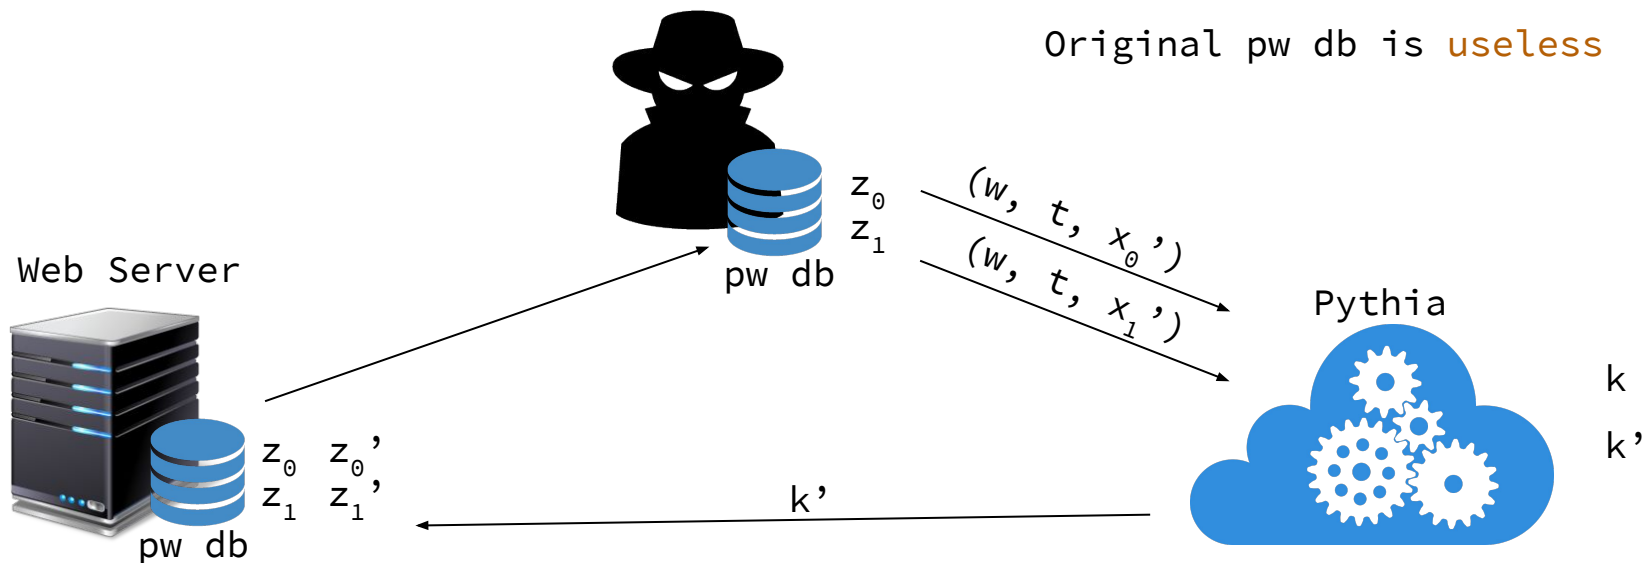 Original pw db is useless
z₀
z₁
(w, t, x₀’)
(w, t, x₁’)
pw db
Web Server
Pythia
k
k’
z₀ z₀’
z₁ z₁’
k’
pw db